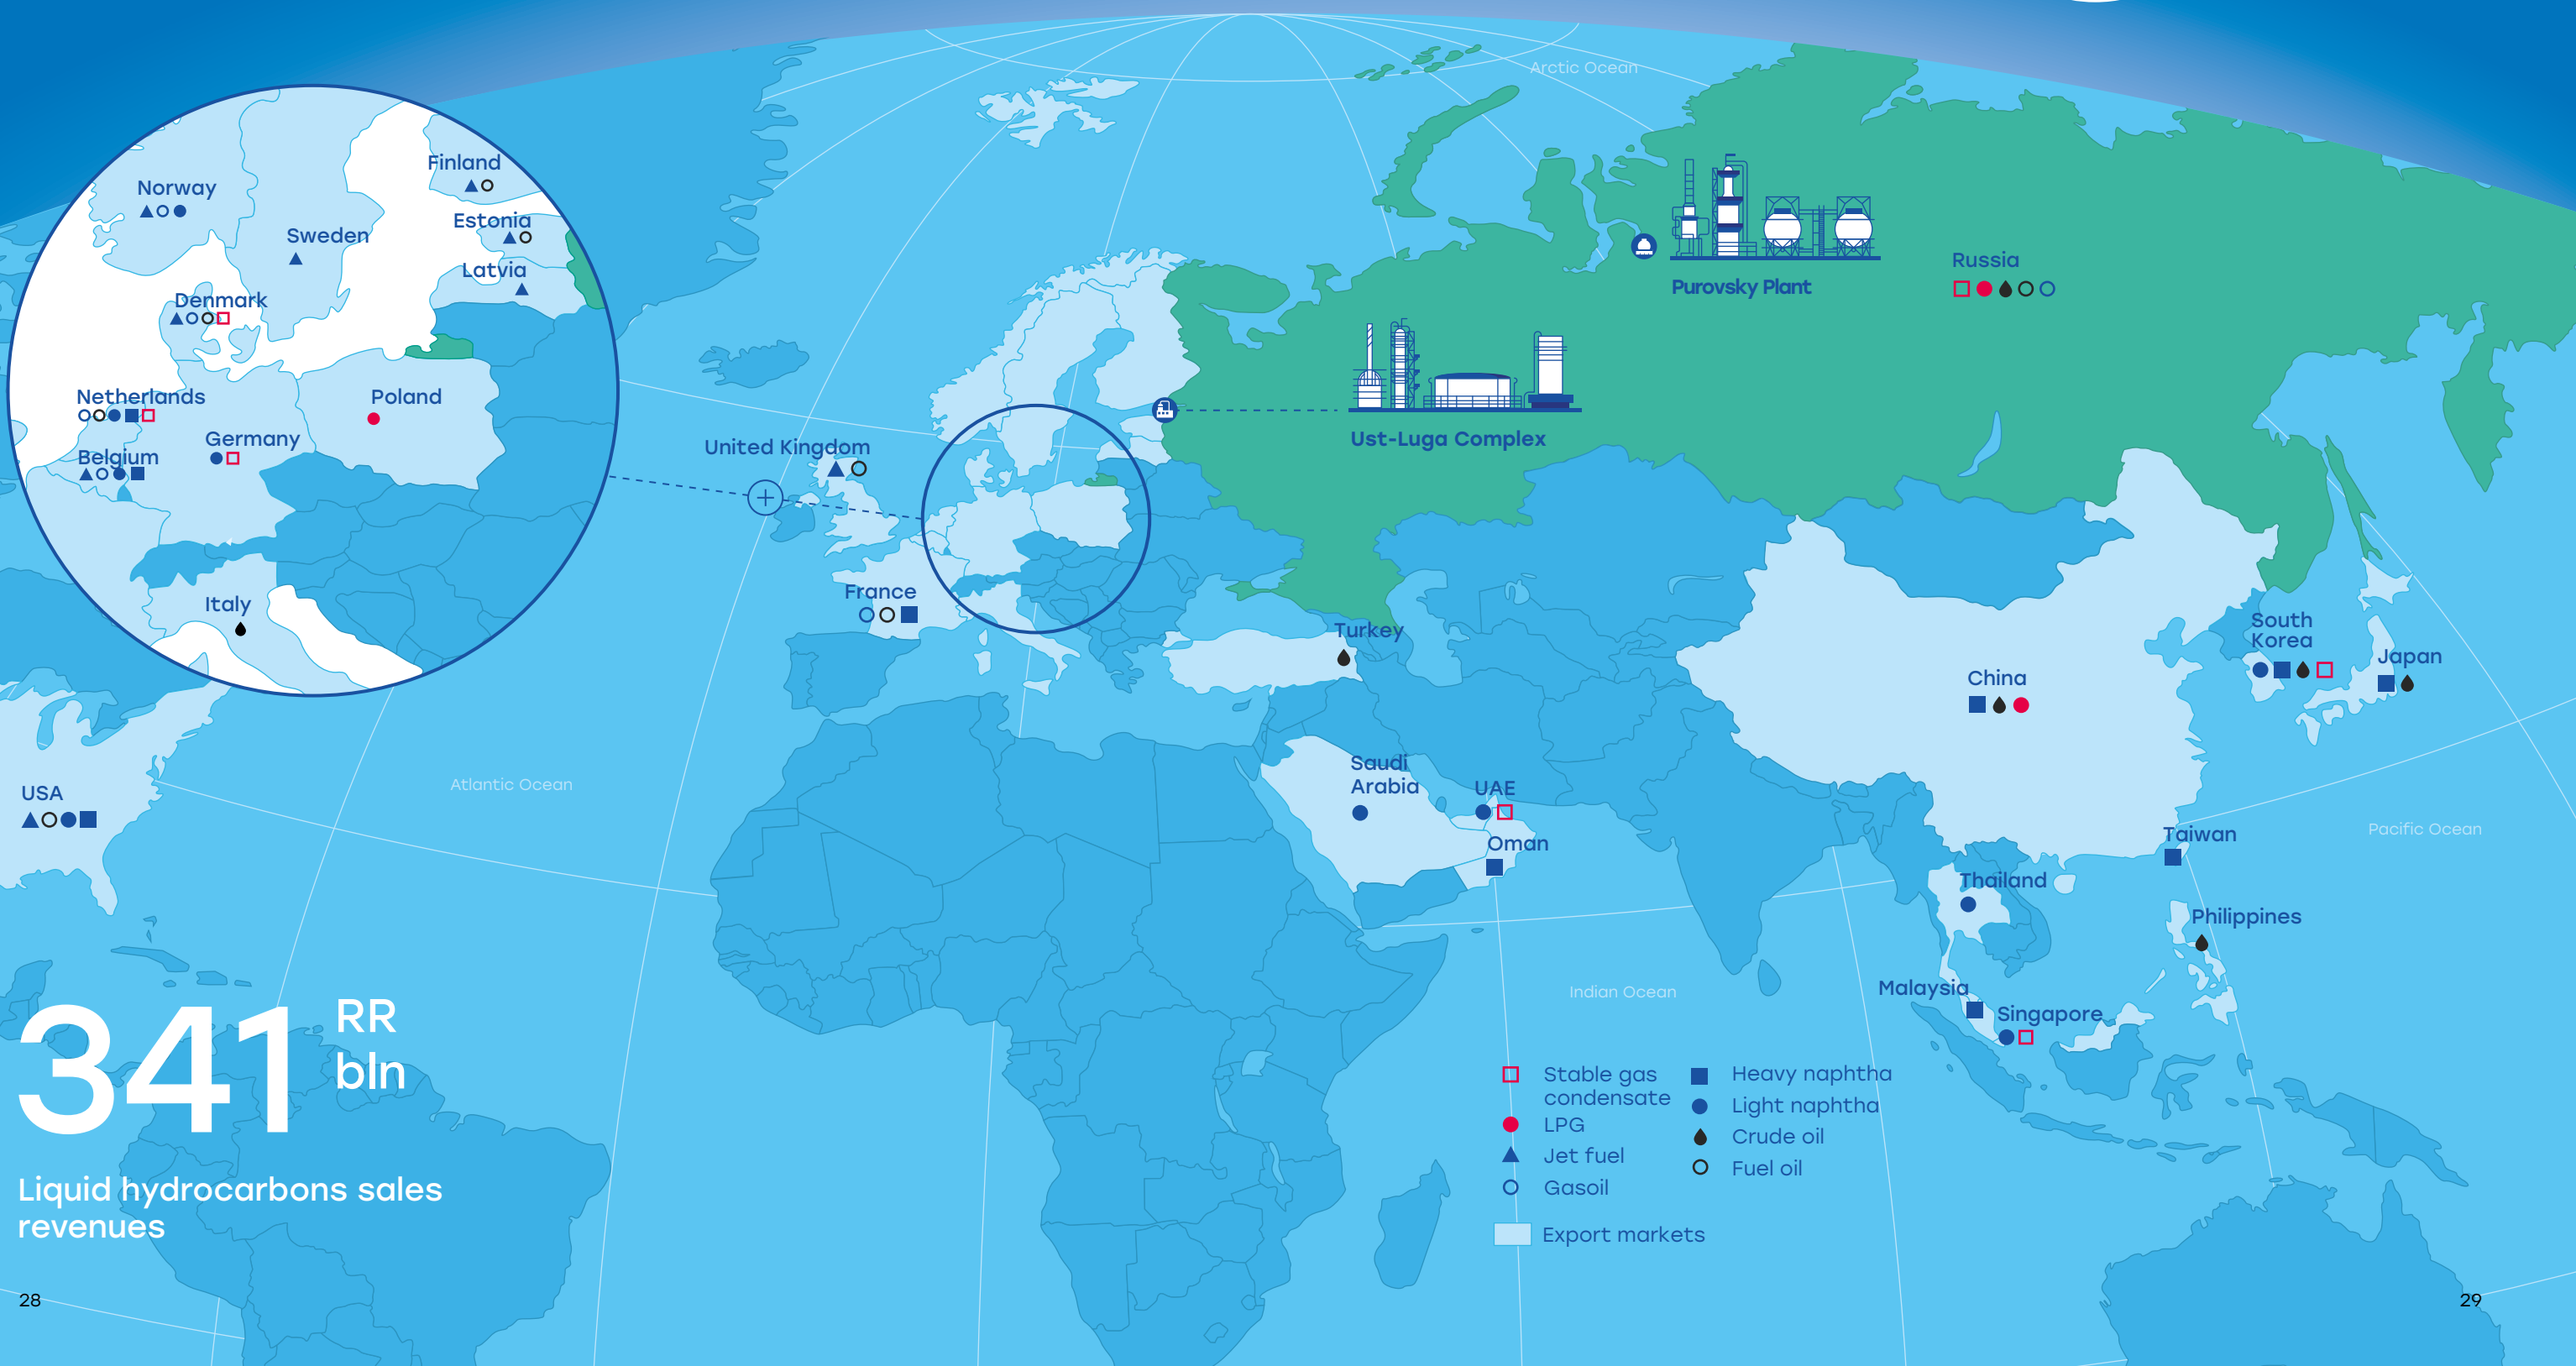 Arctic Ocean
Finland
Norway
Estonia
Sweden
Latvia
Denmark
Netherlands
Poland
Germany
Belgium
Italy
Purovsky Plant
Russia
Ust-Luga Complex
United Kingdom
France
Turkey
South
Korea
Japan
China
USA
Atlantic Ocean
Saudi
Arabia
UAE
Oman
Taiwan
Pacific Ocean
Thailand
Philippines
Malaysia
Singapore
Indian Ocean
341 RR
bln
Liquid hydrocarbons sales
revenues
Stable gas
condensate
LPG
Jet fuel
Gasoil
Heavy naphtha
Light naphtha
Crude oil
Fuel oil
Export markets
28
29